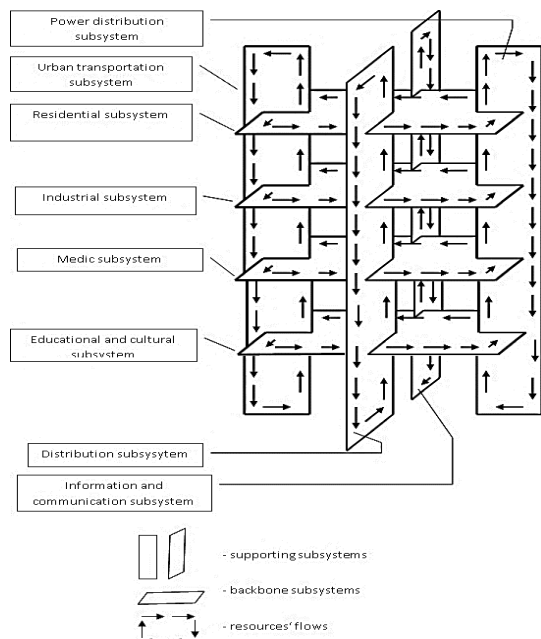 Power distribution
subsystem
Urban transportation
subsystem
Residential subsystem
Industrial subsystem
Medic subsystem
Educational and cultural
subsystem
Distribution subsysytem
Information and
communication subsystem
- supporting subsystems
- backbone subsystems
- resources' flows